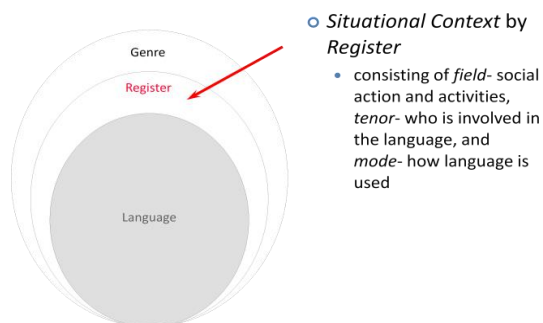 Genre
Register
Language
Situational Context by
Register
consisting of field- social
action and activities,
tenor- who is involved in
the language, and
mode- how language is
used